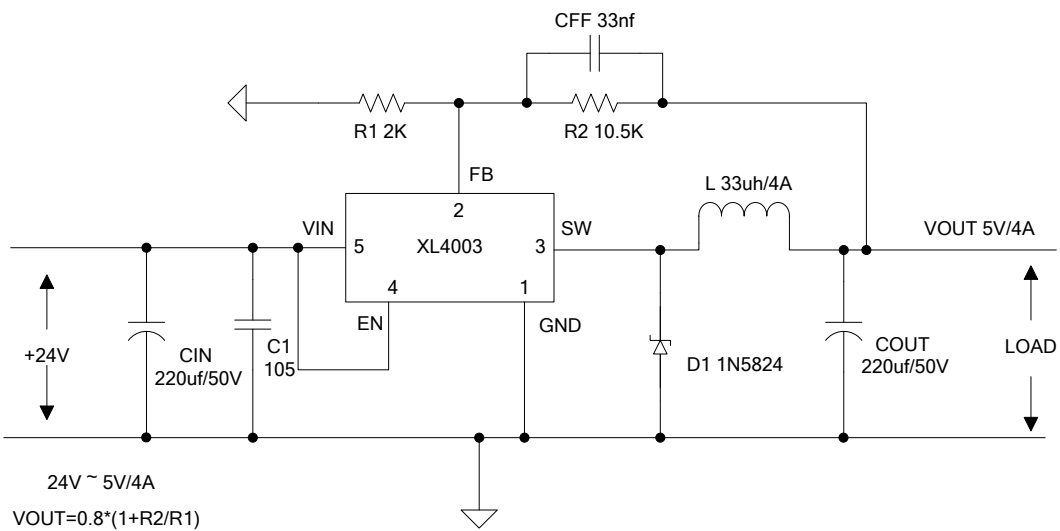 CFF 33nf
R1 2K
R2 10.5K
FB
L 33uh/4A
2
VIN
SW
VOUT 5V/4A
5
XL4003
3
4
1
EN
GND
+24V
CIN
220uf/50V
C1
105
D1 1N5824
COUT
220uf/50V
LOAD
24V ~ 5V/4A
VOUT=0.8*(1+R2/R1)